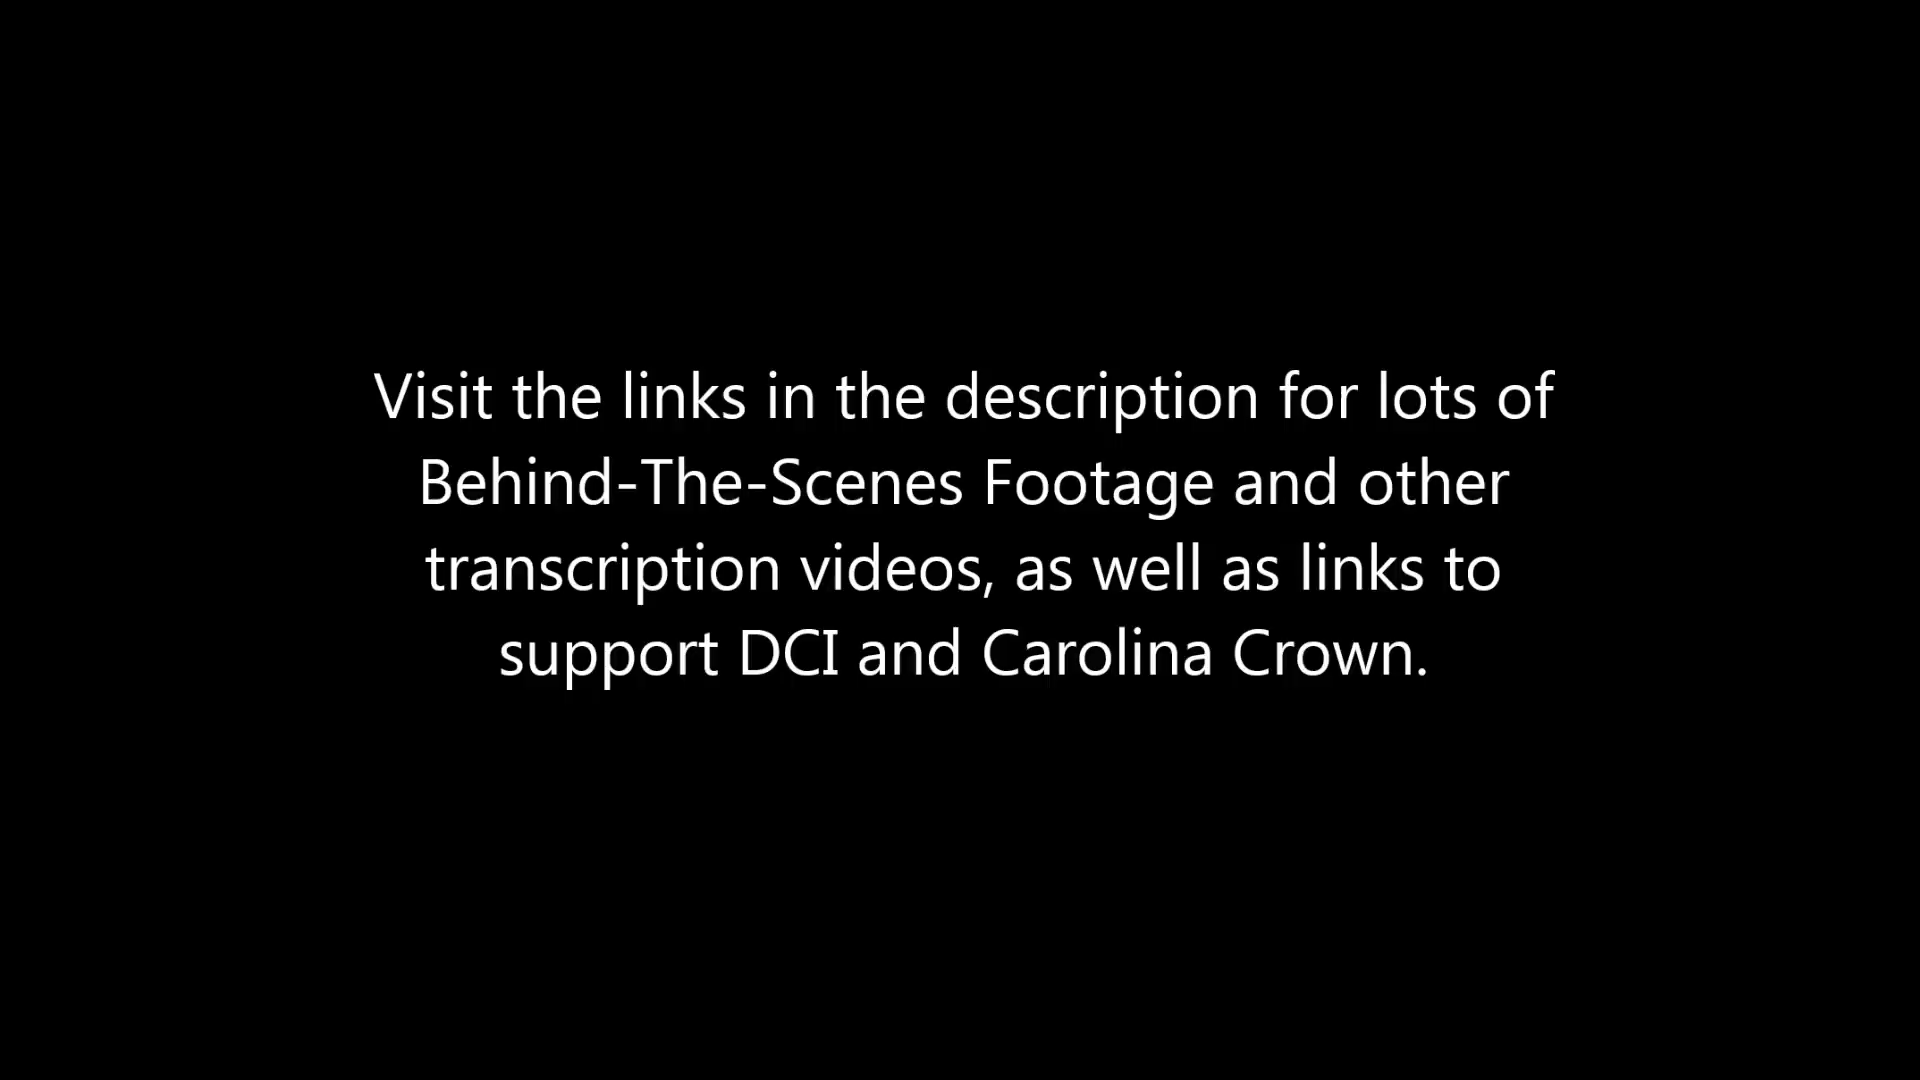 Visit the links in the description for lots of
Behind-The-Scenes Footage and other
transcription videos, as well as links to
support DCI and Carolina Crown.